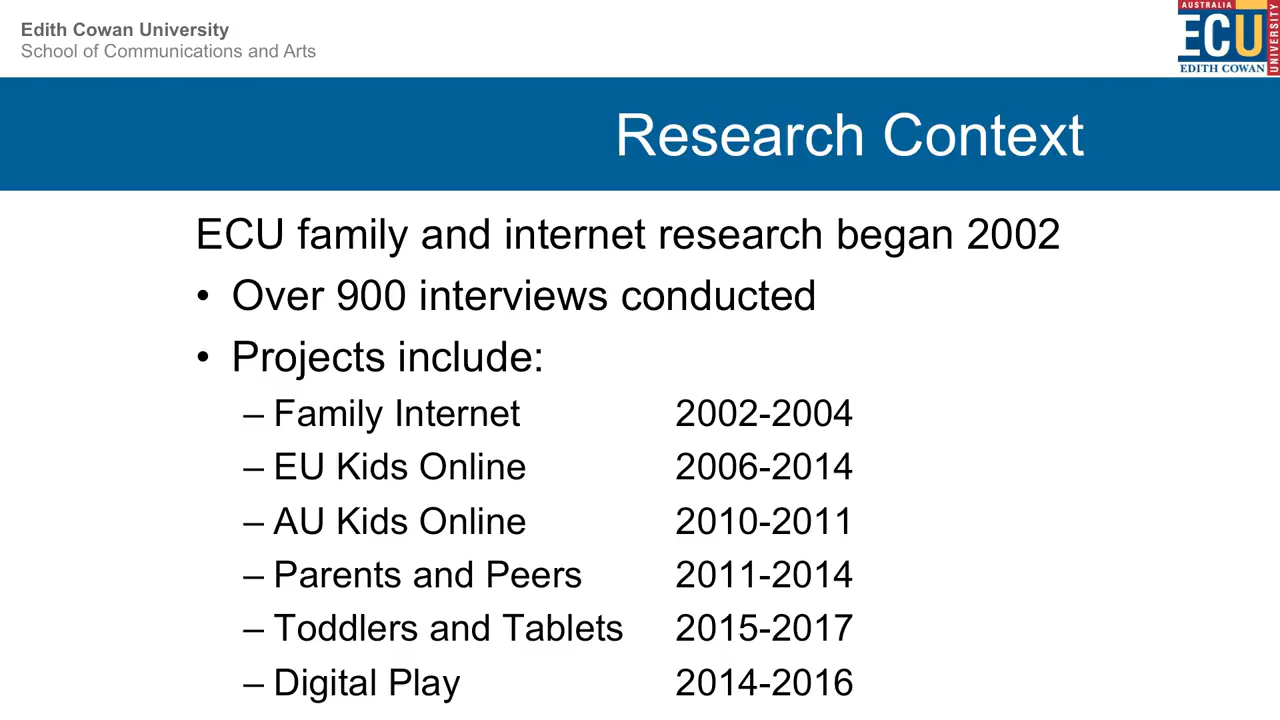 Edith Cowan University
School of Communications and Arts
AUSTRALIA
ECU
EDITH COWAN
UNIVERSITY
Research Context
ECU family and internet research began 2002
• Over 900 interviews conducted
• Projects include:
– Family Internet 2002-2004
– EU Kids Online 2006-2014
– AU Kids Online 2010-2011
– Parents and Peers 2011-2014
– Toddlers and Tablets 2015-2017
– Digital Play 2014-2016